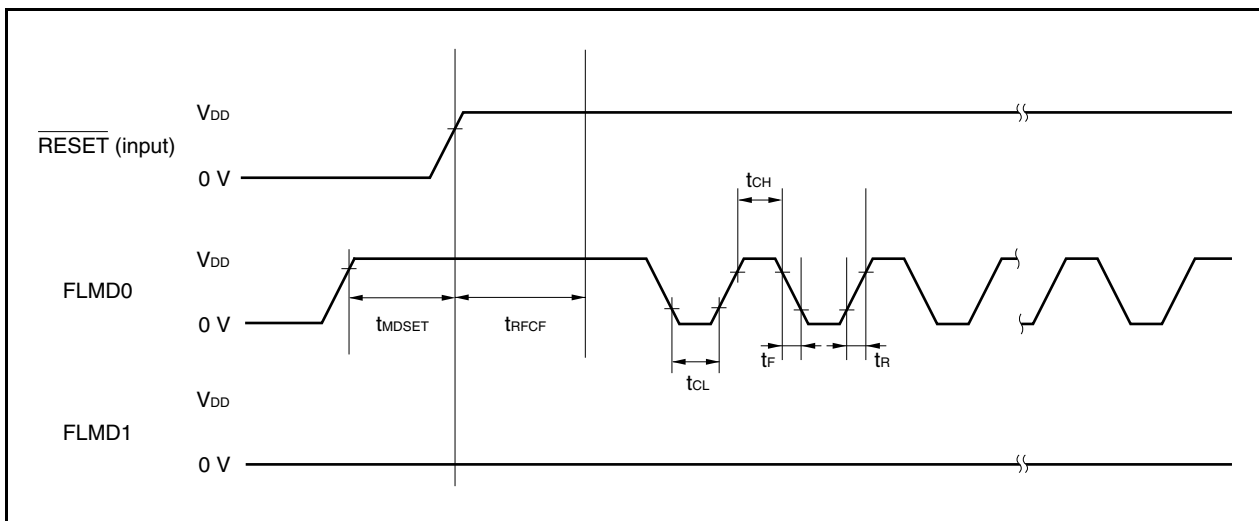 VDD
RESET (input)
0 V
tCH
VDD
FLMD0
0 V
tMDSET
tRFCF
tF
tR
tCL
VDD
FLMD1
0 V